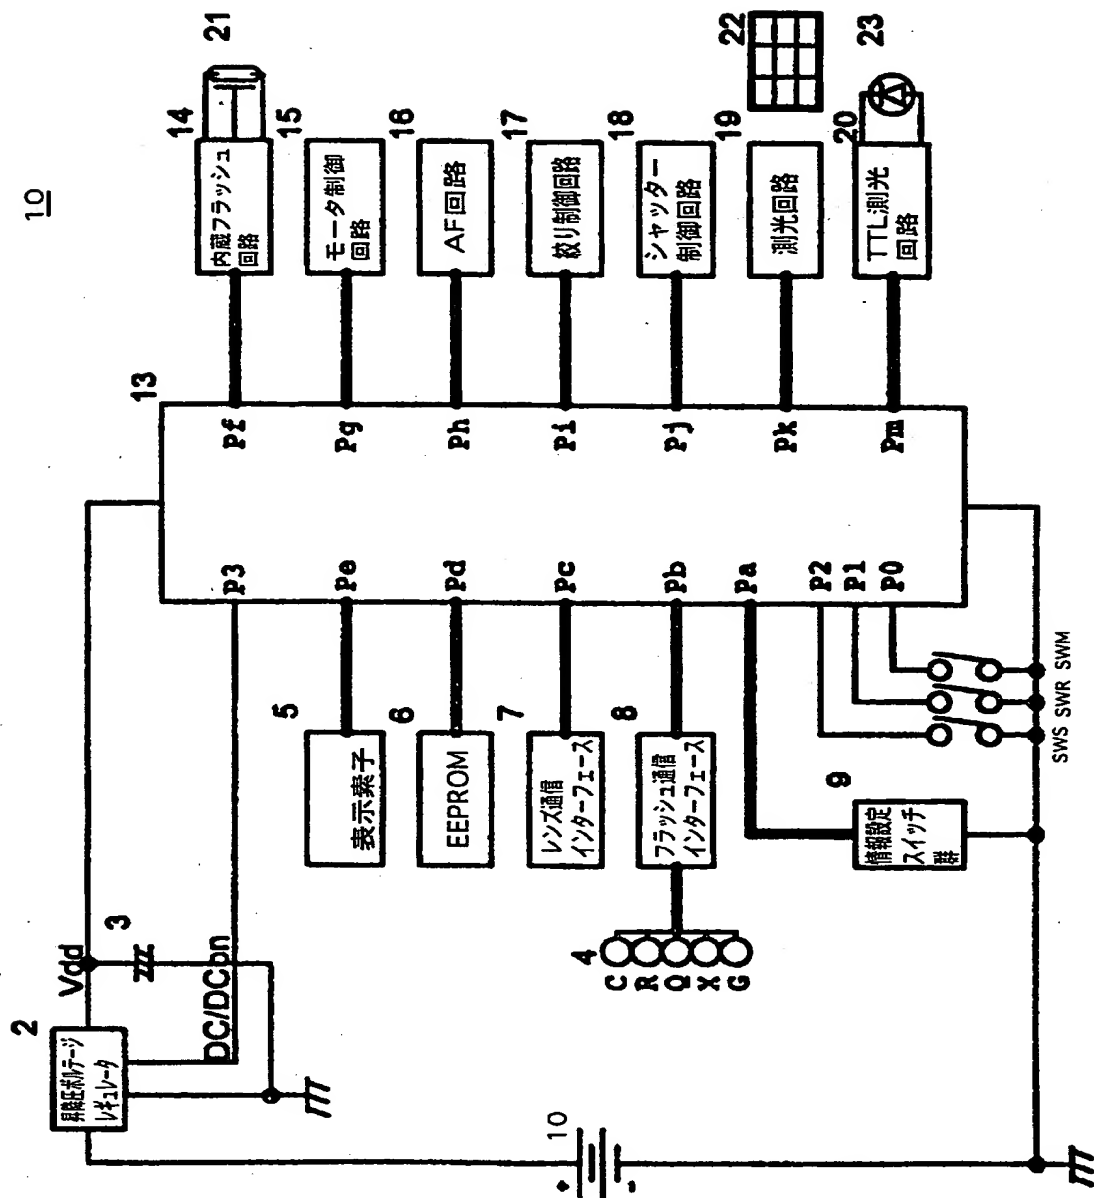 10
21
14
内蔵フラッシュ
回路
15
モータ制御
回路
16
AF回路
17
絞り制御回路
18
シャッター
制御回路
19
22
測光回路
20
23
TTL測光
回路
13
Pf
Pg
Ph
Pi
Pj
Pk
Pm
P3
Pe
Pd
Pc
Pb
Pa
P2
P1
P0
5
表示素子
6
EEPROM
7
レンズ通信
インターフェース
8
フラッシュ通信
インターフェース
9
情報設定
スイッチ
群
SWS SWR SWM
4
C
R
Q
X
G
Vdd
3
DC/DCon
2
昇降圧ボルテージ
レギュレータ
10
+
-